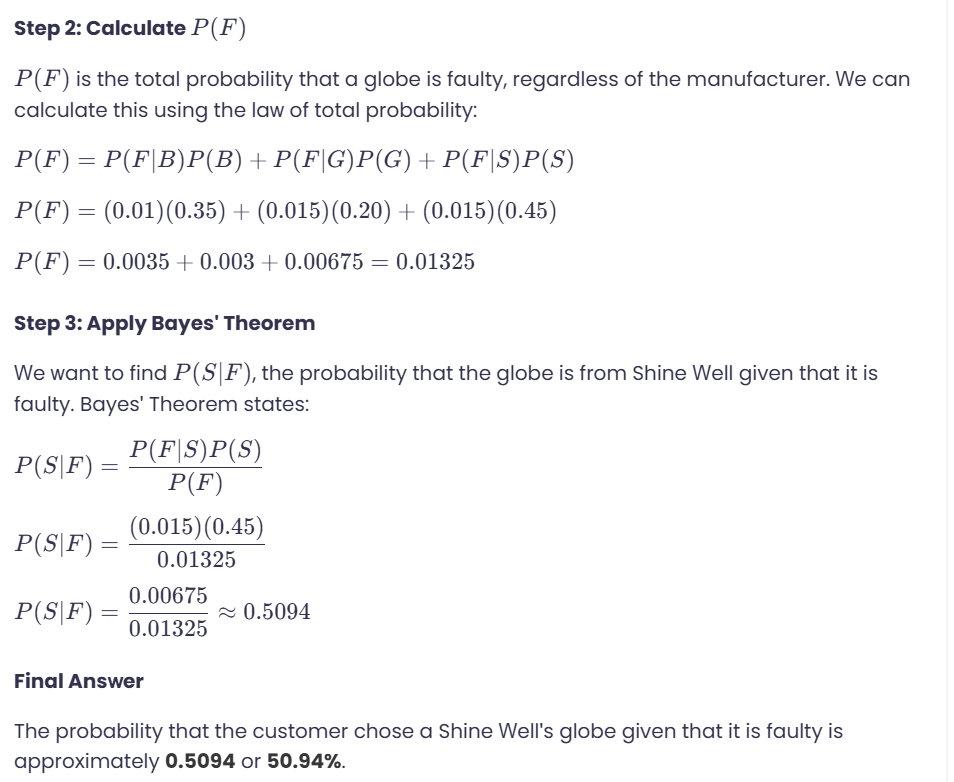 Step 2: Calculate P(F)
P(F) is the total probability that a globe is faulty, regardless of the manufacturer. We can
calculate this using the law of total probability:
P(F) = P(F|B)P(B) + P(F|G)P(G) + P(F|S)P(S)
P(F) = (0.01)(0.35) + (0.015)(0.20) + (0.015)(0.45)
P(F) = 0.0035 + 0.003 + 0.00675 = 0.01325
Step 3: Apply Bayes' Theorem
We want to find P(S|F), the probability that the globe is from Shine Well given that it is
faulty. Bayes' Theorem states:
P(S|F) = \frac{P(F|S)P(S)}{P(F)}
P(S|F) = \frac{(0.015)(0.45)}{0.01325}
P(S|F) = \frac{0.00675}{0.01325} ≈ 0.5094
Final Answer
The probability that the customer chose a Shine Well's globe given that it is faulty is
approximately 0.5094 or 50.94%.